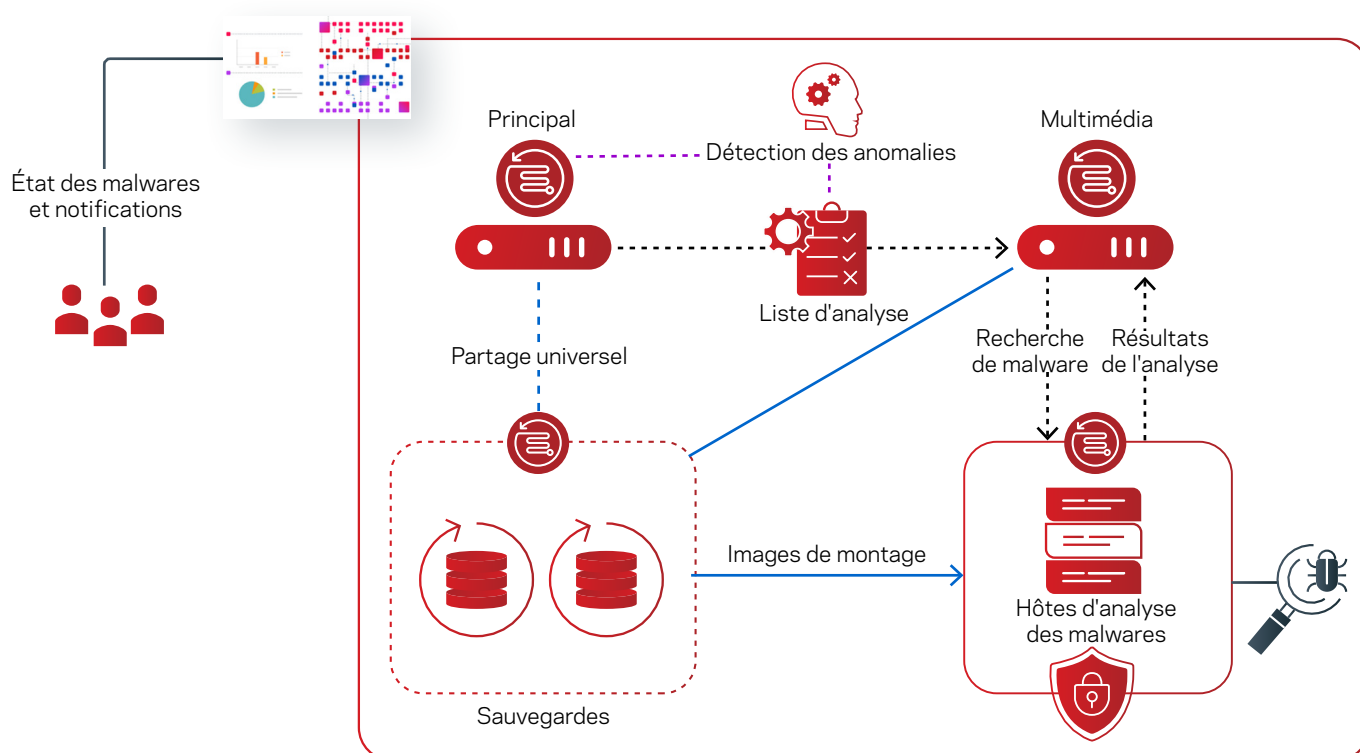 Principal
Multimédia
Détection des anomalies
État des malwares
et notifications
Liste d'analyse
Partage universel
Recherche
de malware
Résultats
de l'analyse
Images de montage
Hôtes d'analyse
des malwares
Sauvegardes